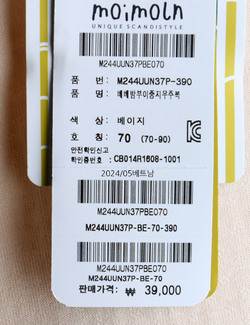 moimoln
UNIQUE SCANDISTYLE
M244UUN37PBE070
품 번: M244UUN37P-390
품 명: 베베밤부이중지우주복
색 상: 베이지
호 칭: 70 (70-90)
안전확인신고
확인증번호: CB014R1608-1001
2024/05베트남
M244UUN37PBE070
M244UUN37P-BE-70-390
M244UUN37PBE070
M244UUN37P-BE-70
판매가격: ₩ 39,000